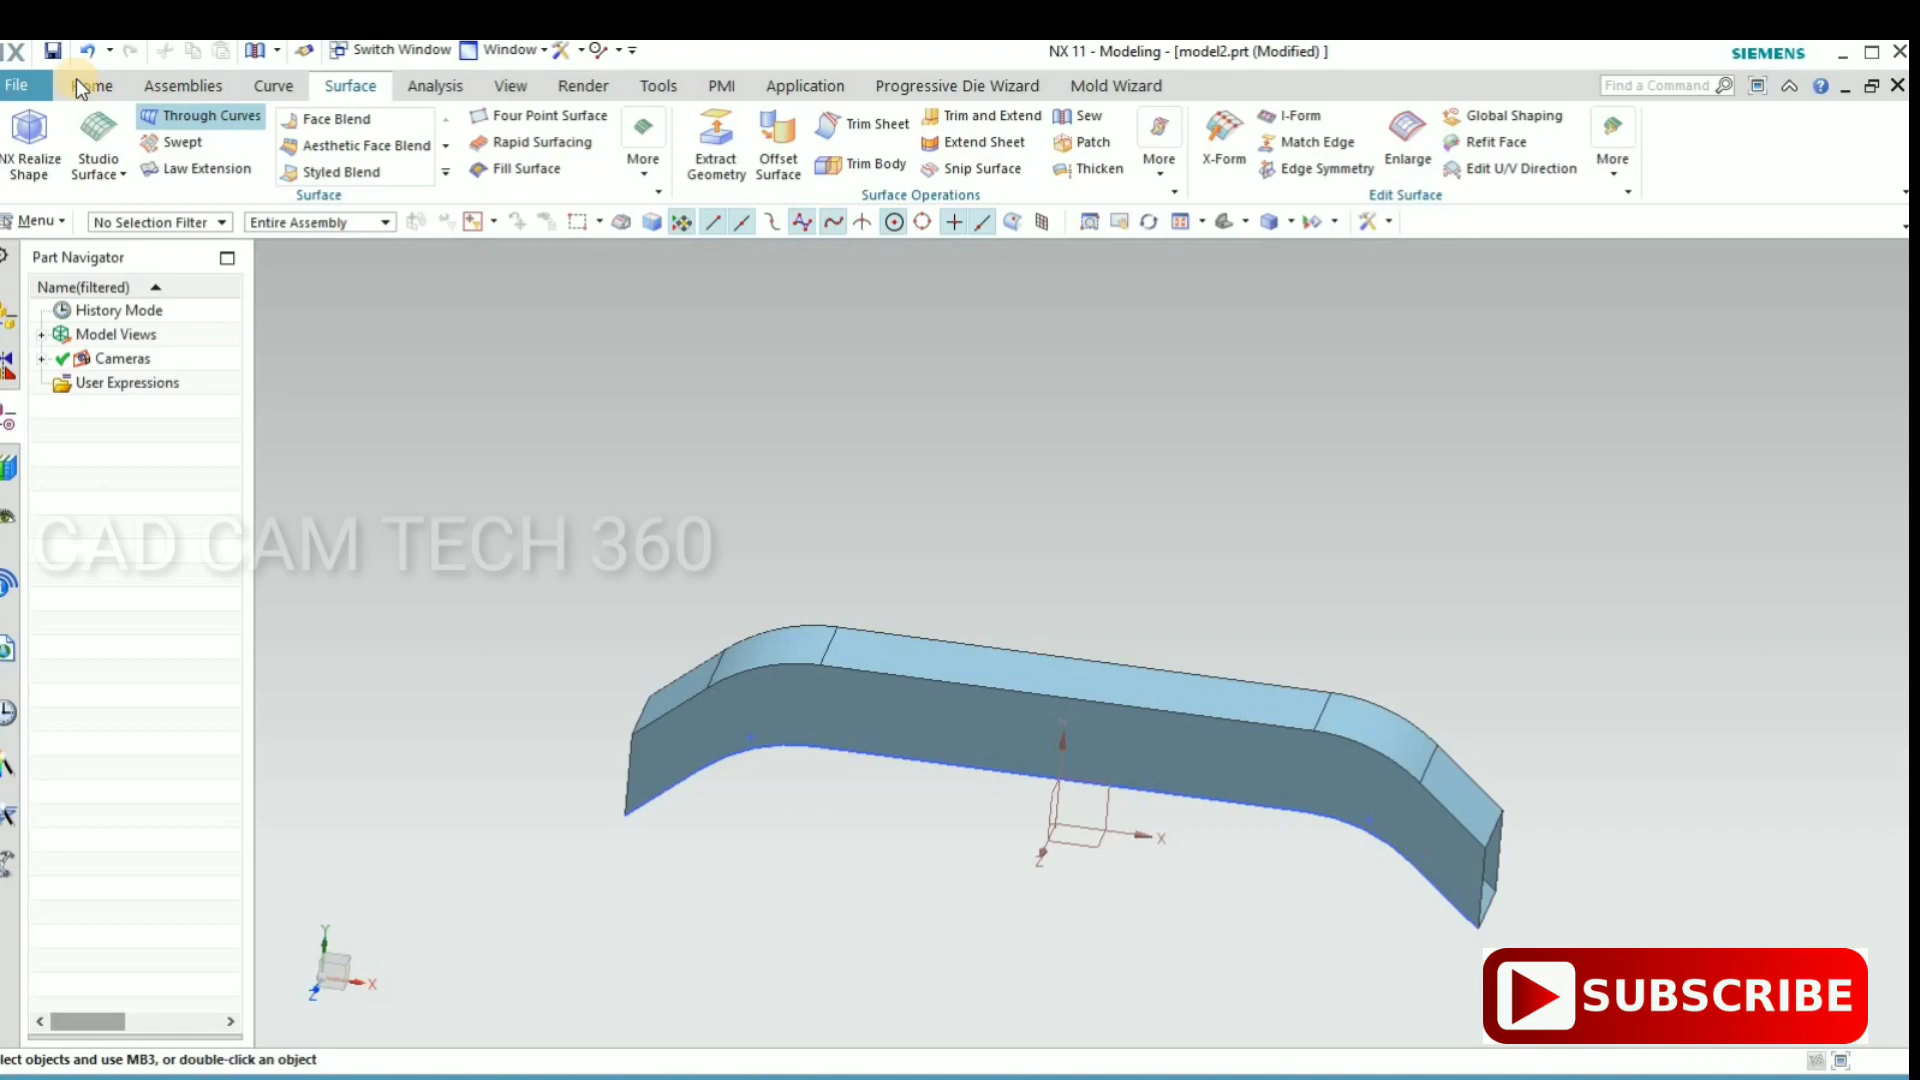 NX
Switch Window
Window
NX 11 - Modeling - [model2.prt (Modified) ]
SIEMENS
File
Home
Assemblies
Curve
Surface
Analysis
View
Render
Tools
PMI
Application
Progressive Die Wizard
Mold Wizard
Find a Command
NX Realize
Shape
Studio
Surface
Through Curves
Swept
Law Extension
Face Blend
Aesthetic Face Blend
Styled Blend
Four Point Surface
Rapid Surfacing
Fill Surface
More
Surface
Extract
Geometry
Offset
Surface
Trim Sheet
Trim Body
Trim and Extend
Extend Sheet
Snip Surface
Sew
Patch
Thicken
More
Surface Operations
X-Form
I-Form
Match Edge
Edge Symmetry
Enlarge
Global Shaping
Refit Face
Edit U/V Direction
More
Edit Surface
Menu
No Selection Filter
Entire Assembly
Part Navigator
Name(filtered)
History Mode
Model Views
Cameras
User Expressions
CAD CAM TECH 360
X
Z
Y
X
Z
SUBSCRIBE
lect objects and use MB3, or double-click an object